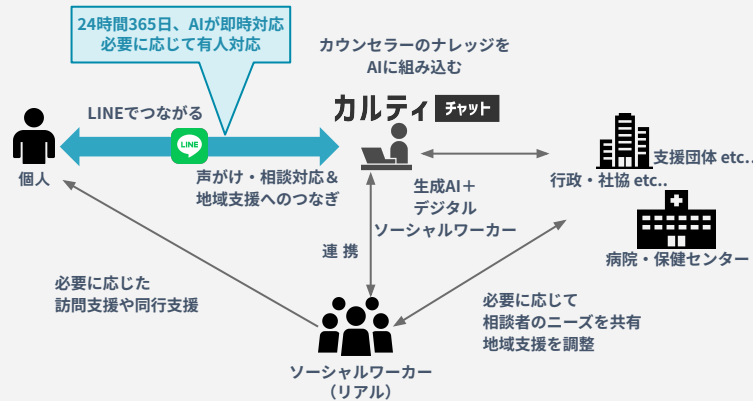 24時間365日、AIが即時対応
必要に応じて有人対応
カウンセラーのナレッジを
AIに組み込む
カルティ チャット
LINEでつながる
LINE
個人
声がけ・相談対応＆
地域支援へのつなぎ
生成AI＋
デジタル
ソーシャルワーカー
支援団体 etc..
行政・社協 etc..
病院・保健センター
連 携
必要に応じた
訪問支援や同行支援
必要に応じて
相談者のニーズを共有
地域支援を調整
ソーシャルワーカー
（リアル）